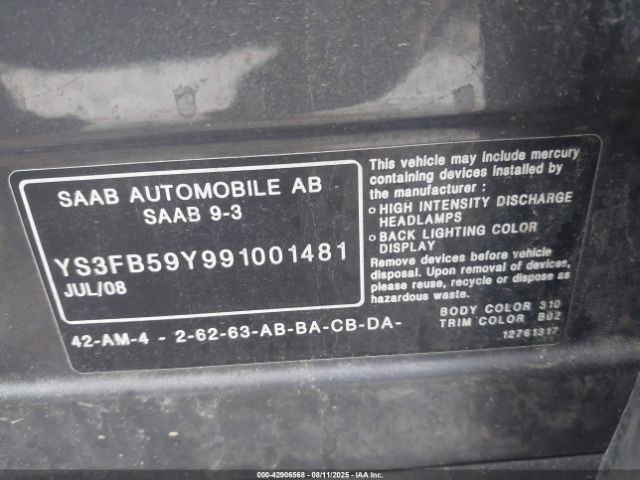 SAAB AUTOMOBILE AB
SAAB 9-3
YS3FB59Y991001481
JUL/08
42-AM-4 - 2-62-63-AB-BA-CB-DA-
This vehicle may include mercury
containing devices installed by
the manufacturer :
o HIGH INTENSITY DISCHARGE
HEADLAMPS
o BACK LIGHTING COLOR
DISPLAY
Remove devices before vehicle
disposal. Upon removal of devices,
please reuse, recycle or dispose as
hazardous waste.
BODY COLOR 310
TRIM COLOR B02
12761317
000-42906568 - 08/11/2025 - IAA Inc.